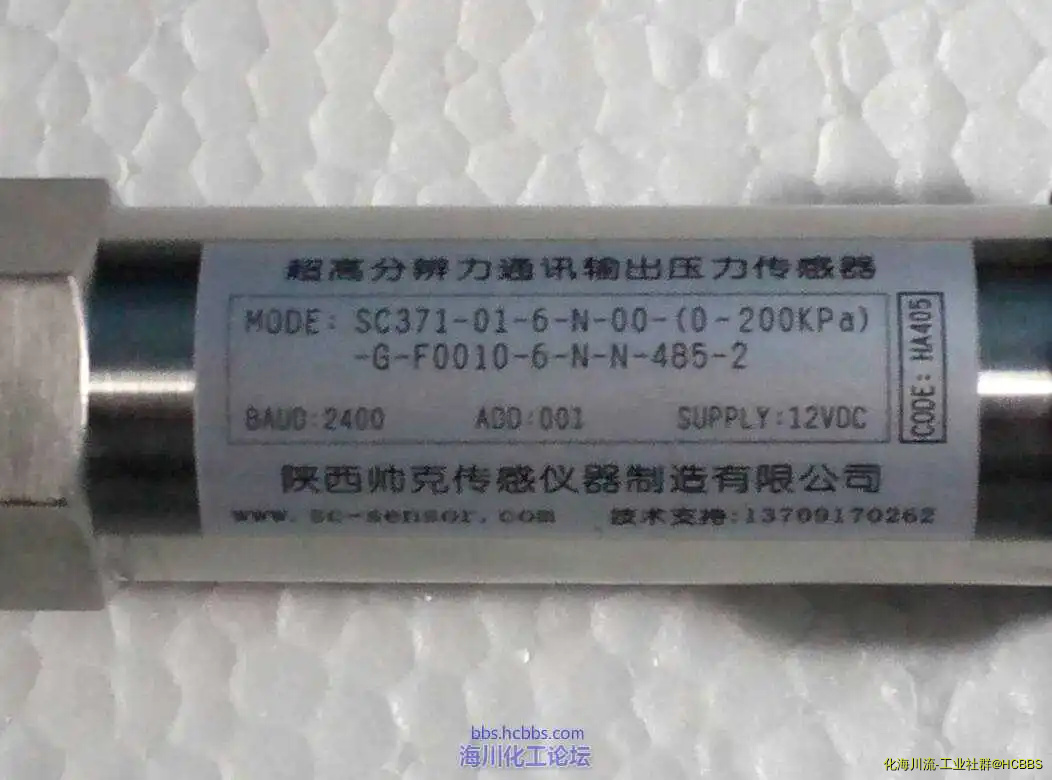 超高分辨力通讯输出压力传感器
MODE: SC371-01-6-N-00-(0-200KPa)
-G-F0010-6-N-N-485-2
BAUD:2400 ADD:001 SUPPLY:12VDC
CODE: HA405
陕西帅克传感仪器制造有限公司
www.sc-sensor.com 技术支持:13709170262
bbs.hcbbs.com
海川化工论坛
化海川流-工业社群@HCBBS